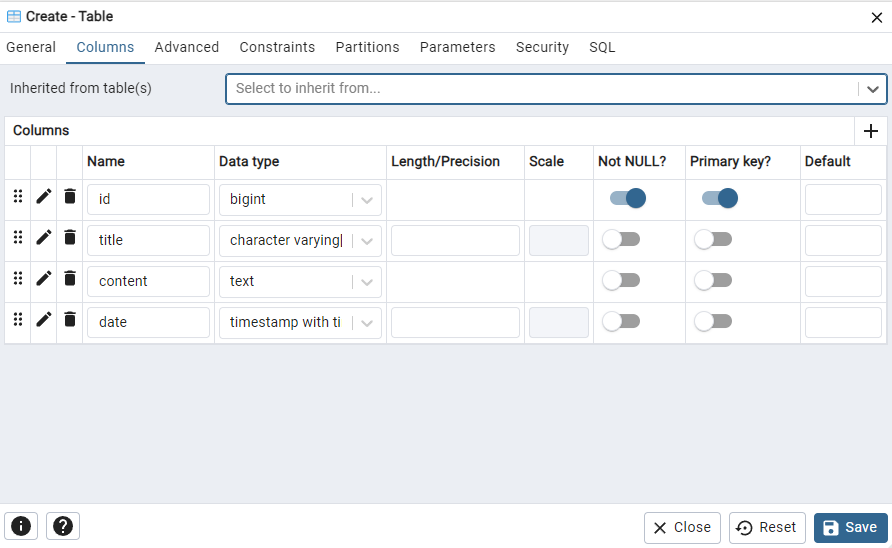 Create - Table
General Columns Advanced Constraints Partitions Parameters Security SQL
Inherited from table(s) Select to inherit from...
Columns
Name Data type Length/Precision Scale Not NULL? Primary key? Default
id bigint
title character varying
content text
date timestamp with ti
Close Reset Save